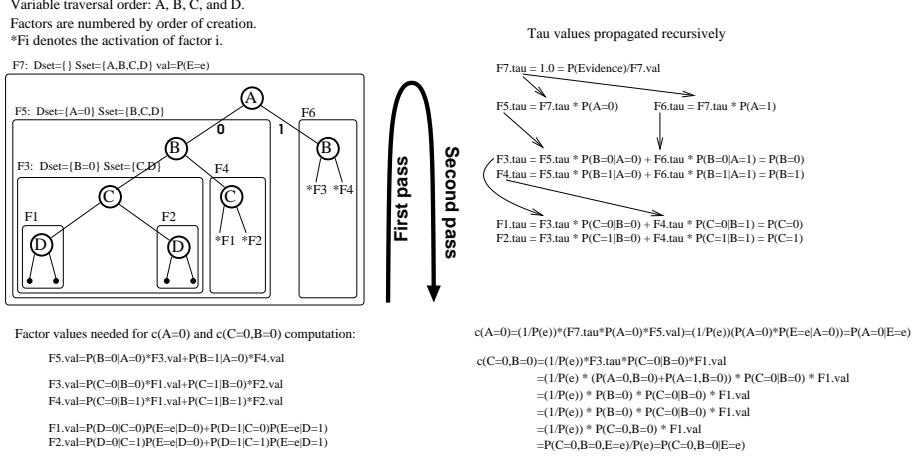 Variable traversal order: A, B, C, and D.
Factors are numbered by order of creation.
*Fi denotes the activation of factor i.
Tau values propagated recursively
F7: Dset={} Sset={A,B,C,D} val=P(E=e)
A
F5: Dset={A=0} Sset={B,C,D}
0
1
F6
B
B
*F3 *F4
F3: Dset={B=0} Sset={C,D}
F4
C
C
*F1 *F2
F1
F2
D
D
First pass
Second pass
F7.tau = 1.0 = P(Evidence)/F7.val
F5.tau = F7.tau * P(A=0)
F6.tau = F7.tau * P(A=1)
F3.tau = F5.tau * P(B=0|A=0) + F6.tau * P(B=0|A=1) = P(B=0)
F4.tau = F5.tau * P(B=1|A=0) + F6.tau * P(B=1|A=1) = P(B=1)
F1.tau = F3.tau * P(C=0|B=0) + F4.tau * P(C=0|B=1) = P(C=0)
F2.tau = F3.tau * P(C=1|B=0) + F4.tau * P(C=1|B=1) = P(C=1)
Factor values needed for c(A=0) and c(C=0,B=0) computation:
F5.val=P(B=0|A=0)*F3.val+P(B=1|A=0)*F4.val
F3.val=P(C=0|B=0)*F1.val+P(C=1|B=0)*F2.val
F4.val=P(C=0|B=1)*F1.val+P(C=1|B=1)*F2.val
F1.val=P(D=0|C=0)P(E=e|D=0)+P(D=1|C=0)P(E=e|D=1)
F2.val=P(D=0|C=1)P(E=e|D=0)+P(D=1|C=1)P(E=e|D=1)
c(A=0)=(1/P(e))*(F7.tau*P(A=0)*F5.val)=(1/P(e))(P(A=0)*P(E=e|A=0))=P(A=0|E=e)
c(C=0,B=0)=(1/P(e))*F3.tau*P(C=0|B=0)*F1.val
=(1/P(e) * (P(A=0,B=0)+P(A=1,B=0)) * P(C=0|B=0) * F1.val
=(1/P(e)) * P(B=0) * P(C=0|B=0) * F1.val
=(1/P(e)) * P(B=0) * P(C=0|B=0) * F1.val
=(1/P(e)) * P(C=0,B=0) * F1.val
=P(C=0,B=0,E=e)/P(e)=P(C=0,B=0|E=e)